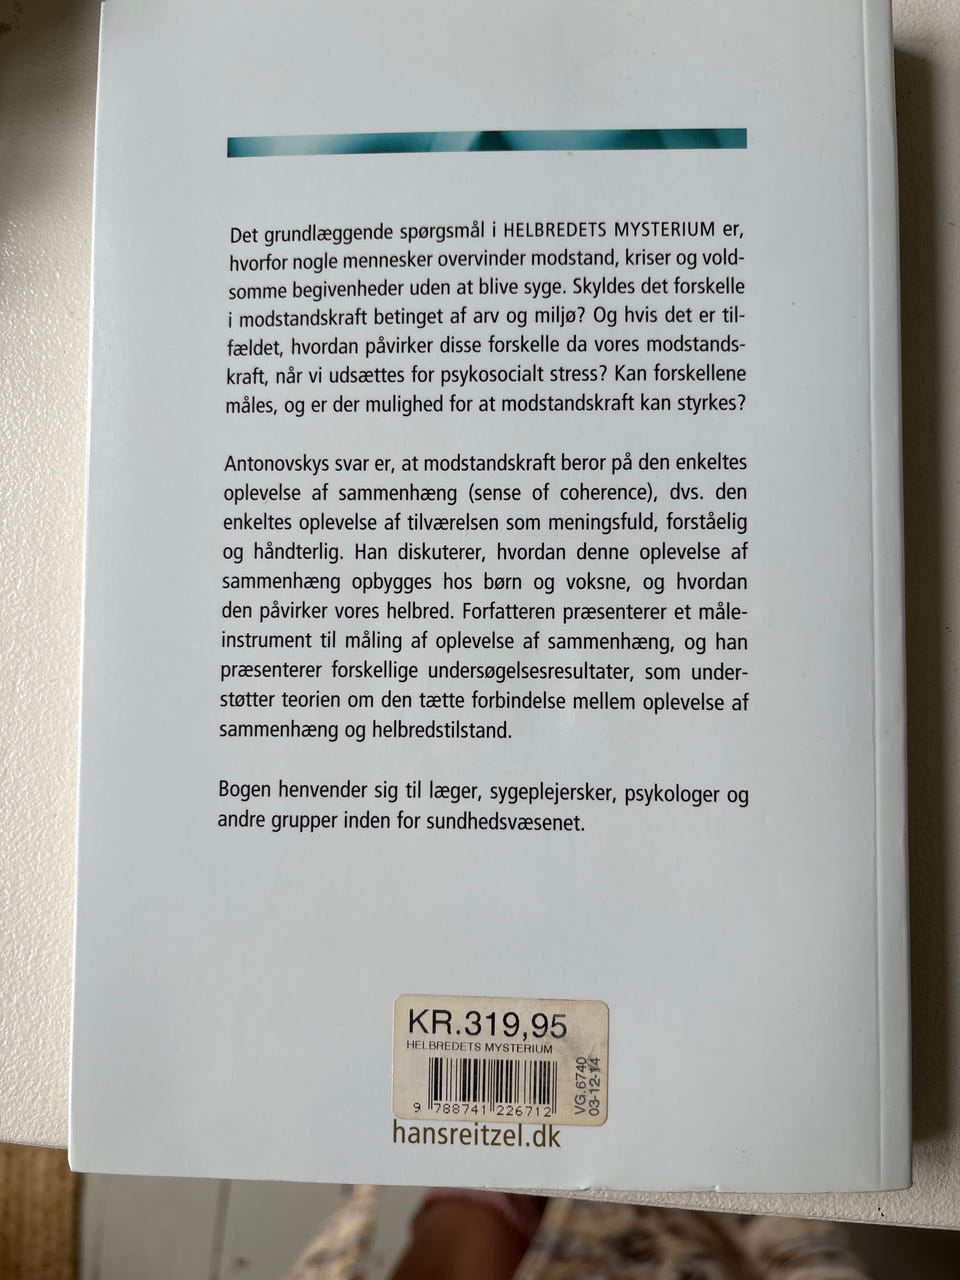 Det grundlæggende spørgsmål i HELBREDETS MYSTERIUM er,
hvorfor nogle mennesker overvinder modstand, kriser og vold-
somme begivenheder uden at blive syge. Skyldes det forskelle
i modstandskraft betinget af arv og miljø? Og hvis det er til-
fældet, hvordan påvirker disse forskelle da vores modstands-
kraft, når vi udsættes for psykosocialt stress? Kan forskellene
måles, og er der mulighed for at modstandskraft kan styrkes?
Antonovskys svar er, at modstandskraft beror på den enkeltes
oplevelse af sammenhæng (sense of coherence), dvs. den
enkeltes oplevelse af tilværelsen som meningsfuld, forståelig
og håndterlig. Han diskuterer, hvordan denne oplevelse af
sammenhæng opbygges hos børn og voksne, og hvordan
den påvirker vores helbred. Forfatteren præsenterer et måle-
instrument til måling af oplevelse af sammenhæng, og han
præsenterer forskellige undersøgelsesresultater, som under-
støtter teorien om den tætte forbindelse mellem oplevelse af
sammenhæng og helbredstilstand.
Bogen henvender sig til læger, sygeplejersker, psykologer og
andre grupper inden for sundhedsvæsenet.
KR.319,95
HELBREDETS MYSTERIUM
9 788741 226712
VG.6740
03-12-14
hansreitzel.dk